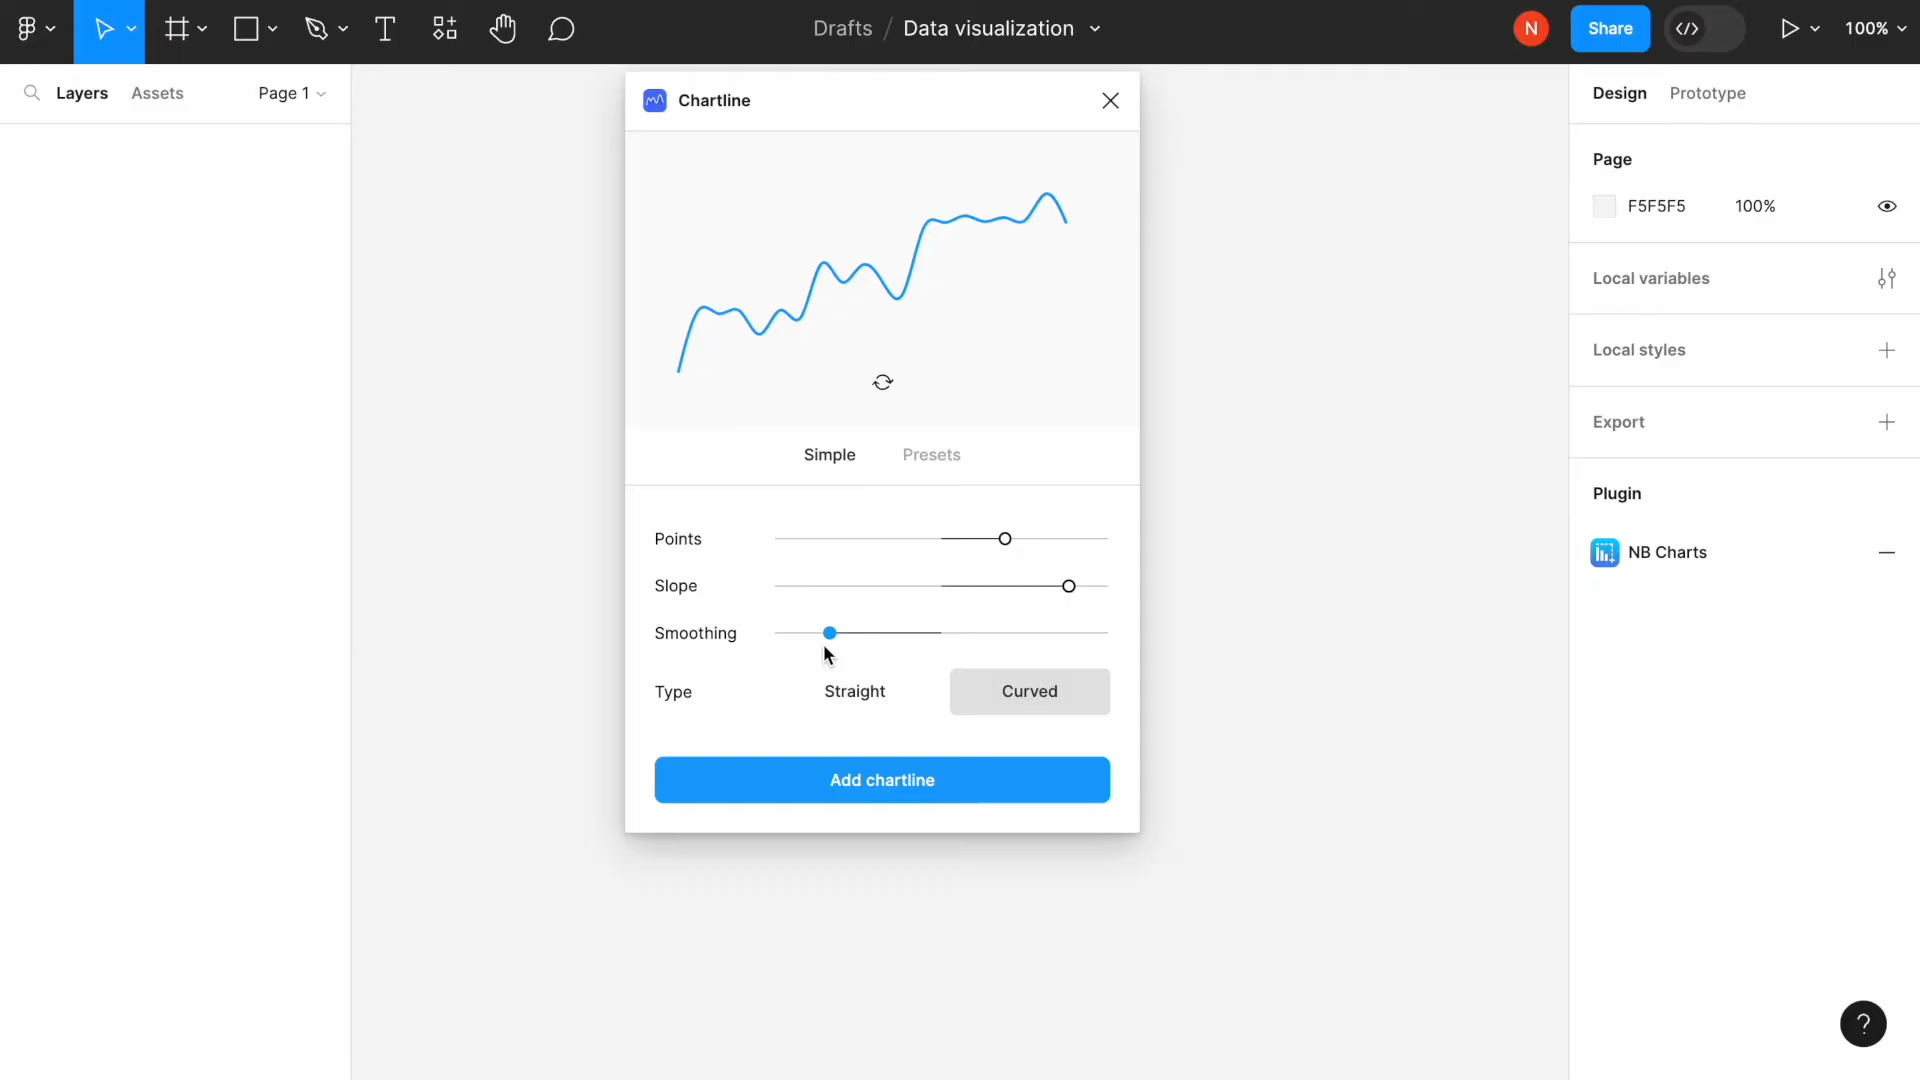 Drafts / Data visualization
N
Share
100%
Layers
Assets
Page 1
Chartline
Simple
Presets
Points
Slope
Smoothing
Type
Straight
Curved
Add chartline
Design
Prototype
Page
F5F5F5
100%
Local variables
Local styles
Export
Plugin
NB Charts
?